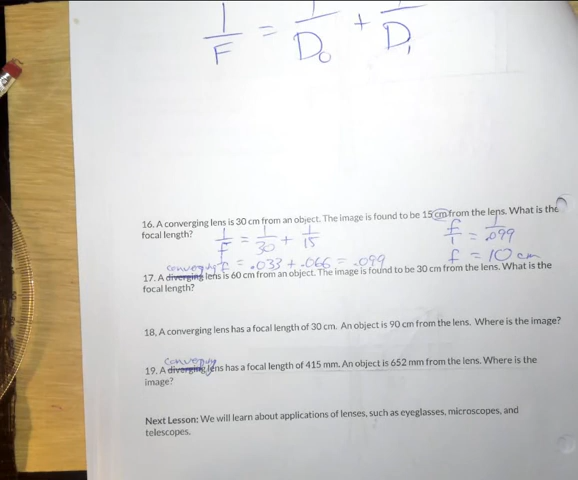 1/F = 1/D₀ + 1/Dᵢ
16. A converging lens is 30 cm from an object. The image is found to be 15 cm from the lens. What is the
focal length?
1/F = 1/30 + 1/15
f/1 = 1/.099
converging
f = .033 + .066 = .099
f = 10 cm
17. A diverging lens is 60 cm from an object. The image is found to be 30 cm from the lens. What is the
focal length?
18. A converging lens has a focal length of 30 cm. An object is 90 cm from the lens. Where is the image?
converging
19. A diverging lens has a focal length of 415 mm. An object is 652 mm from the lens. Where is the
image?
Next Lesson: We will learn about applications of lenses, such as eyeglasses, microscopes, and
telescopes.